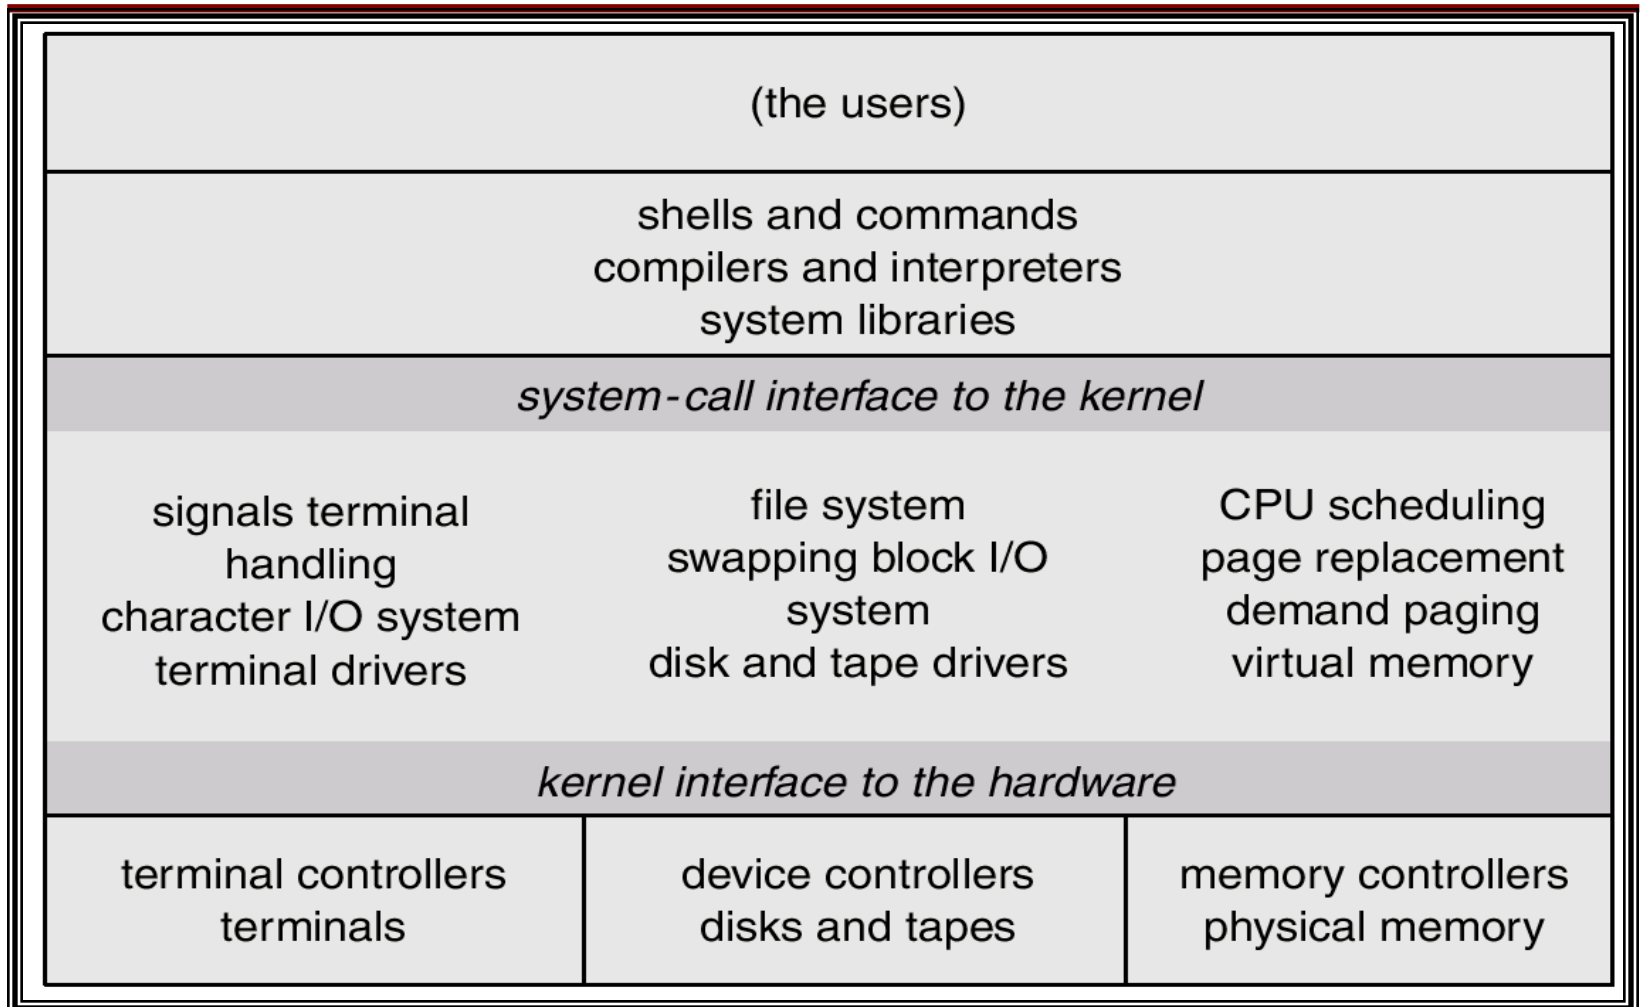 (the users)
shells and commands
compilers and interpreters
system libraries
system-call interface to the kernel
signals terminal
handling
character I/O system
terminal drivers
file system
swapping block I/O
system
disk and tape drivers
CPU scheduling
page replacement
demand paging
virtual memory
kernel interface to the hardware
terminal controllers
terminals
device controllers
disks and tapes
memory controllers
physical memory